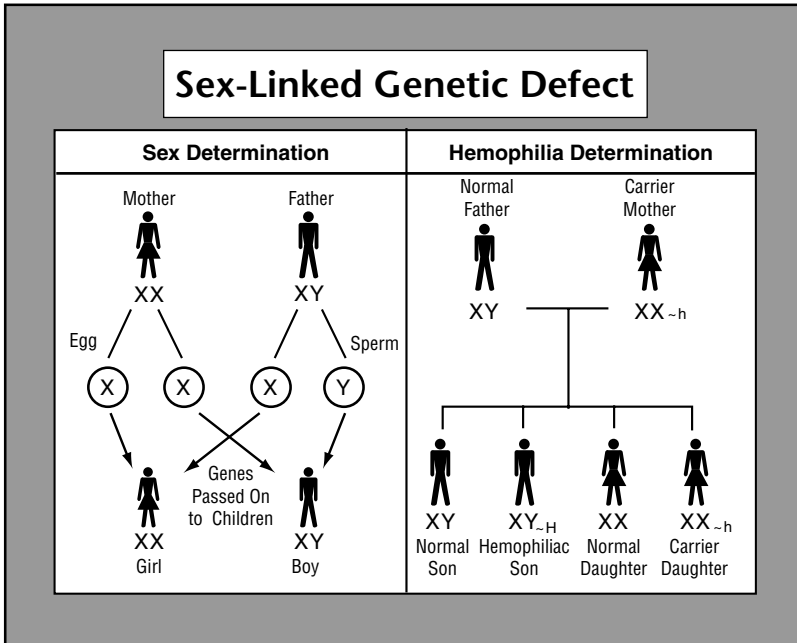 Sex-Linked Genetic Defect
Sex Determination
Mother
Father
XX
XY
Egg
Sperm
X
X
X
Y
Genes
Passed On
to Children
XX
XY
Girl
Boy
Hemophilia Determination
Normal
Father
Carrier
Mother
XY
XX~h
XY
XY~H
XX
XX~h
Normal
Son
Hemophiliac
Son
Normal
Daughter
Carrier
Daughter